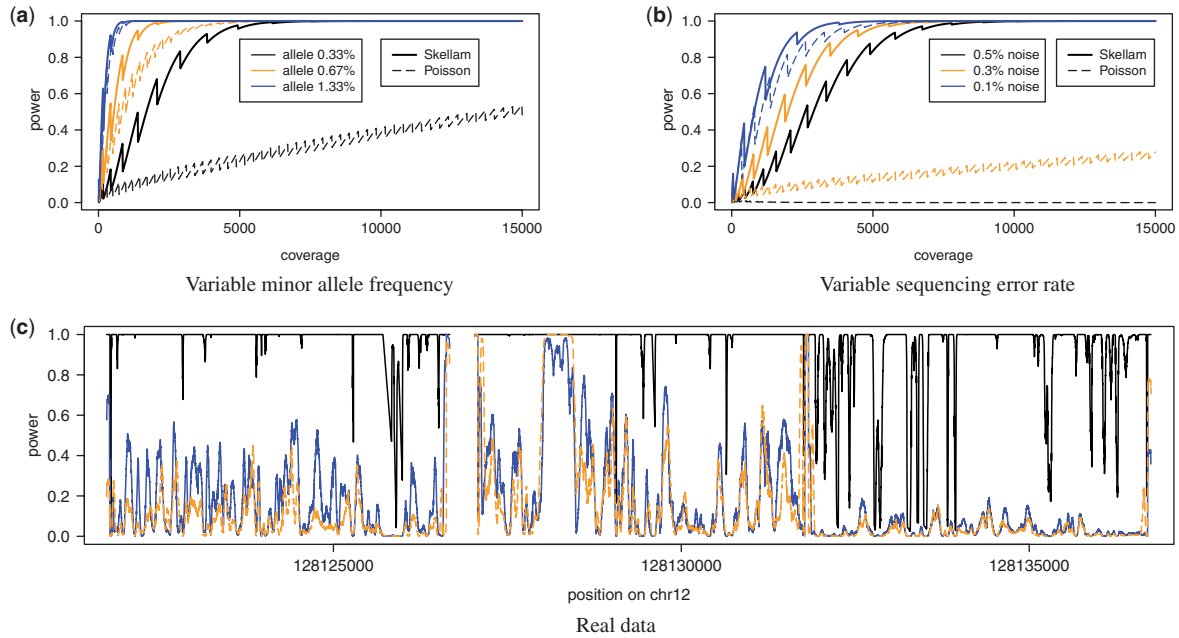 (a)
power
1.0
0.8
0.6
0.4
0.2
0.0
allele 0.33%
allele 0.67%
allele 1.33%
Skellam
Poisson
0 5000 10000 15000
coverage
Variable minor allele frequency
(b)
power
1.0
0.8
0.6
0.4
0.2
0.0
0.5% noise
0.3% noise
0.1% noise
Skellam
Poisson
0 5000 10000 15000
coverage
Variable sequencing error rate
(c)
power
1.0
0.8
0.6
0.4
0.2
0.0
128125000 128130000 128135000
position on chr12
Real data